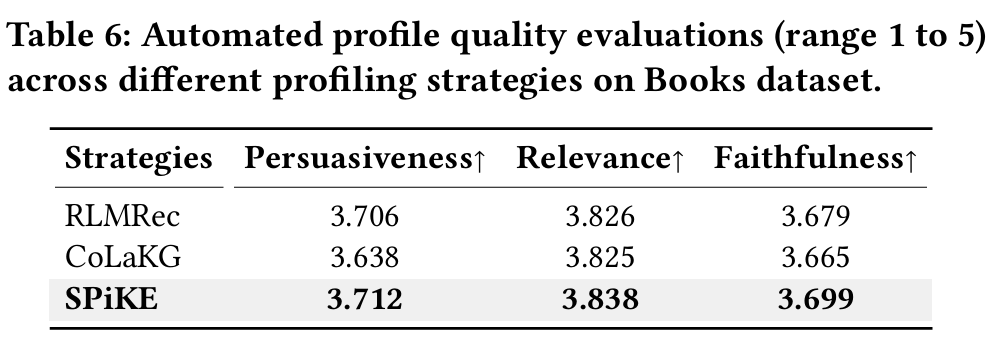 Table 6: Automated profile quality evaluations (range 1 to 5)
across different profiling strategies on Books dataset.
Strategies Persuasiveness↑ Relevance↑ Faithfulness↑
RLMRec 3.706 3.826 3.679
CoLaKG 3.638 3.825 3.665
SPiKE 3.712 3.838 3.699